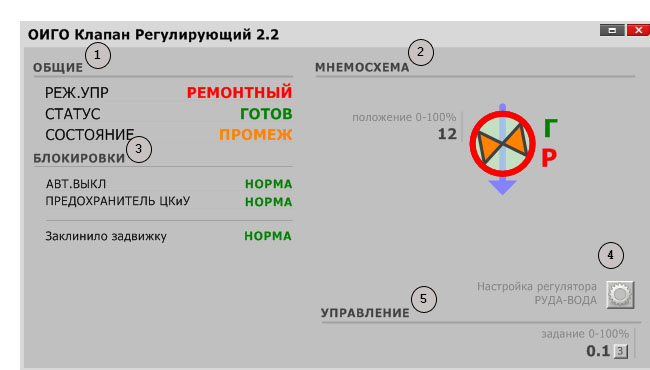 ОИГО Клапан Регулирующий 2.2
1
ОБЩИЕ
РЕЖ.УПР РЕМОНТНЫЙ
СТАТУС ГОТОВ
СОСТОЯНИЕ ПРОМЕЖ
3
БЛОКИРОВКИ
АВТ.ВЫКЛ НОРМА
ПРЕДОХРАНИТЕЛЬ ЦКиУ НОРМА
Заклинило задвижку НОРМА
2
МНЕМОСХЕМА
положение 0-100%
12
Г
Р
4
Настройка регулятора
РУДА-ВОДА
5
УПРАВЛЕНИЕ
задание 0-100%
0.1 З